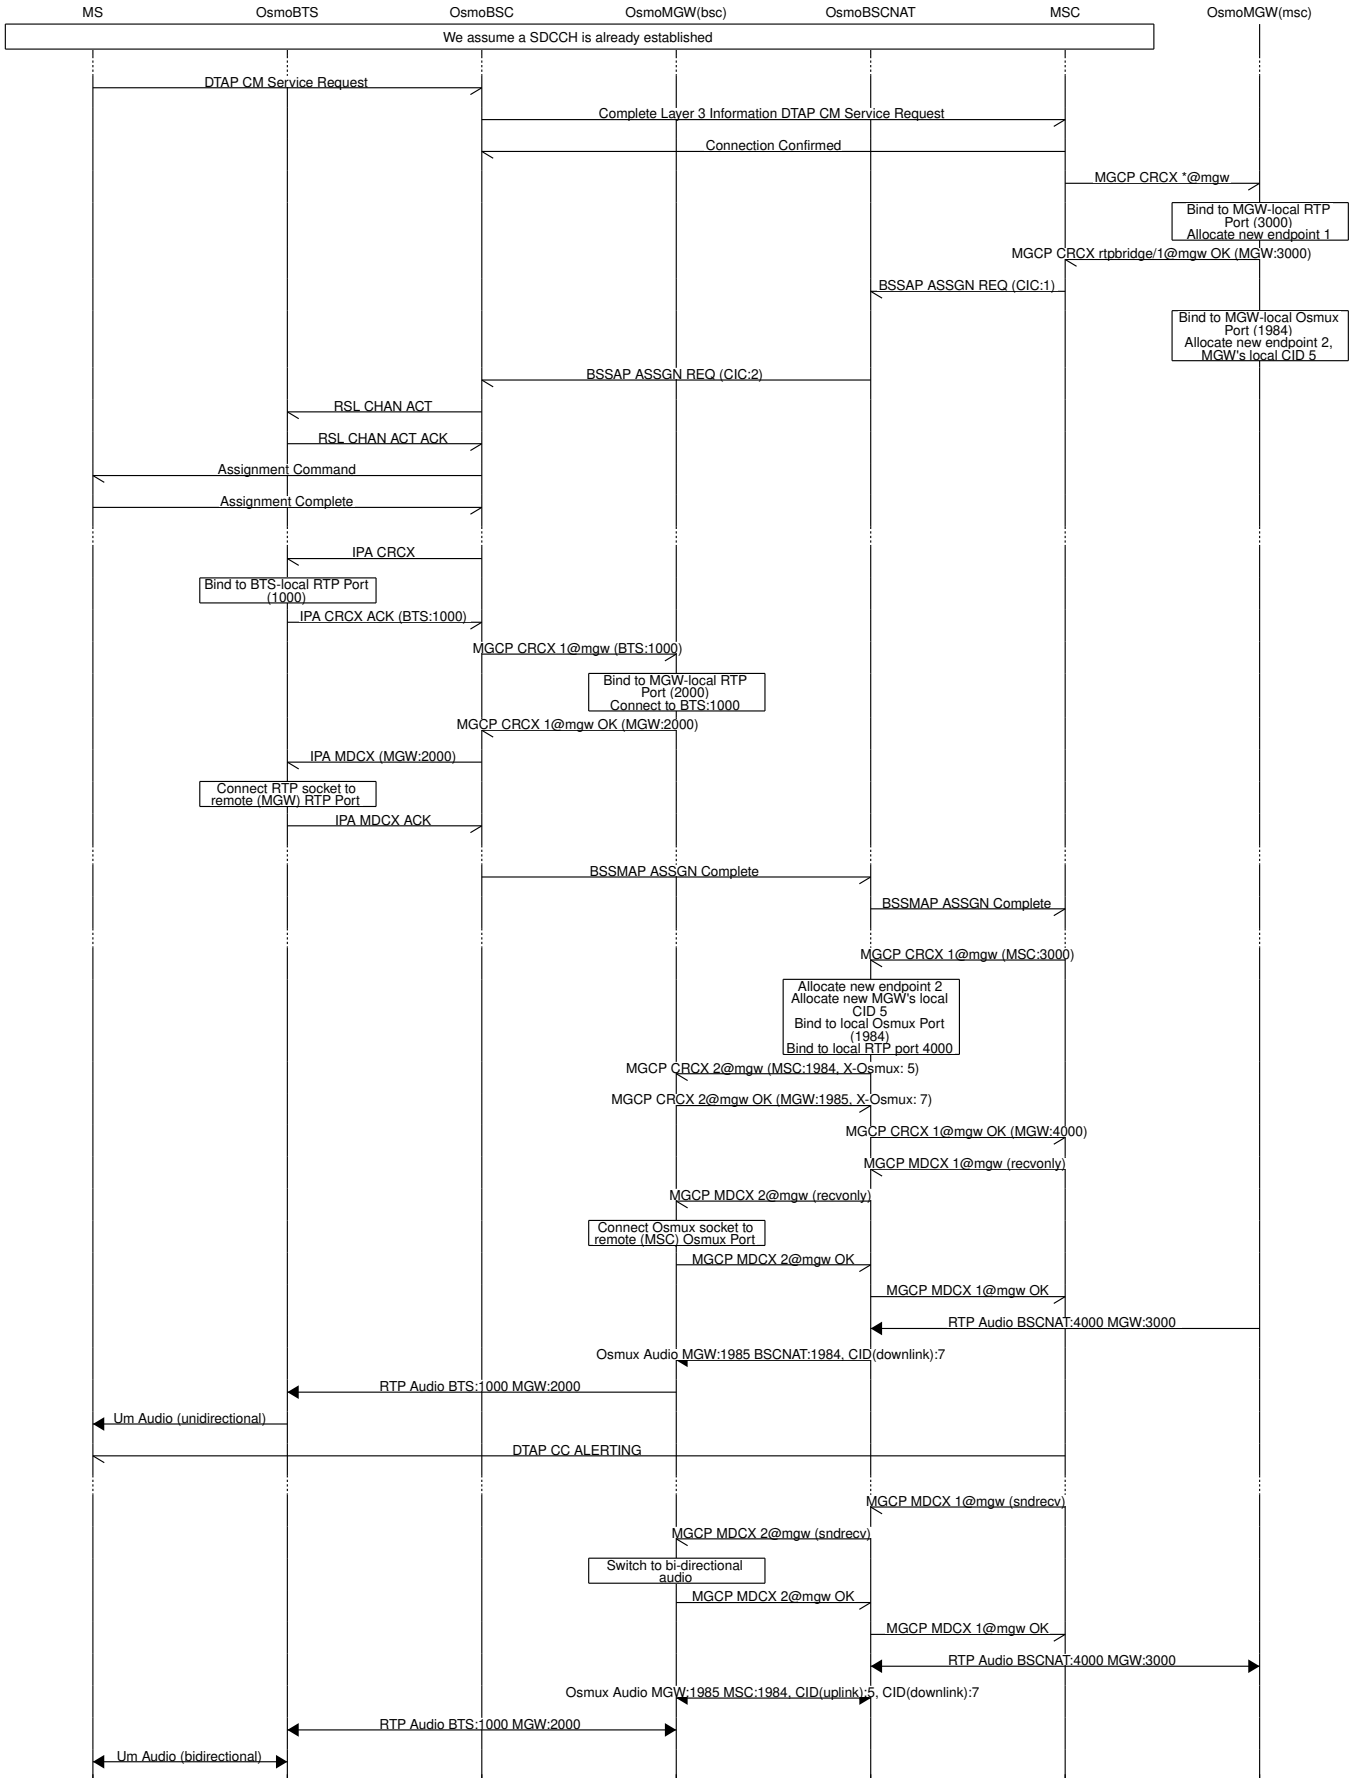 MS OsmoBTS OsmoBSC OsmoMGW(bsc) OsmoBSCNAT MSC OsmoMGW(msc)
We assume a SDCCH is already established
DTAP CM Service Request
Complete Layer 3 Information DTAP CM Service Request
Connection Confirmed
MGCP CRCX *@mgw
Bind to MGW-local RTP
Port (3000)
Allocate new endpoint 1
MGCP CRCX rtpbridge/1@mgw OK (MGW:3000)
BSSAP ASSGN REQ (CIC:1)
Bind to MGW-local Osmux
Port (1984)
Allocate new endpoint 2,
MGW's local CID 5
BSSAP ASSGN REQ (CIC:2)
RSL CHAN ACT
RSL CHAN ACT ACK
Assignment Command
Assignment Complete
IPA CRCX
Bind to BTS-local RTP Port
(1000)
IPA CRCX ACK (BTS:1000)
MGCP CRCX 1@mgw (BTS:1000)
Bind to MGW-local RTP
Port (2000)
Connect to BTS:1000
MGCP CRCX 1@mgw OK (MGW:2000)
IPA MDCX (MGW:2000)
Connect RTP socket to
remote (MGW) RTP Port
IPA MDCX ACK
BSSMAP ASSGN Complete
BSSMAP ASSGN Complete
MGCP CRCX 1@mgw (MSC:3000)
Allocate new endpoint 2
Allocate new MGW's local
CID 5
Bind to local Osmux Port
(1984)
Bind to local RTP port 4000
MGCP CRCX 2@mgw (MSC:1984, X-Osmux: 5)
MGCP CRCX 2@mgw OK (MGW:1985, X-Osmux: 7)
MGCP CRCX 1@mgw OK (MGW:4000)
MGCP MDCX 1@mgw (recvonly)
MGCP MDCX 2@mgw (recvonly)
Connect Osmux socket to
remote (MSC) Osmux Port
MGCP MDCX 2@mgw OK
MGCP MDCX 1@mgw OK
RTP Audio BSCNAT:4000 MGW:3000
Osmux Audio MGW:1985 BSCNAT:1984, CID(downlink):7
RTP Audio BTS:1000 MGW:2000
Um Audio (unidirectional)
DTAP CC ALERTING
MGCP MDCX 1@mgw (sndrecv)
MGCP MDCX 2@mgw (sndrecv)
Switch to bi-directional
audio
MGCP MDCX 2@mgw OK
MGCP MDCX 1@mgw OK
RTP Audio BSCNAT:4000 MGW:3000
Osmux Audio MGW:1985 MSC:1984, CID(uplink):5, CID(downlink):7
RTP Audio BTS:1000 MGW:2000
Um Audio (bidirectional)